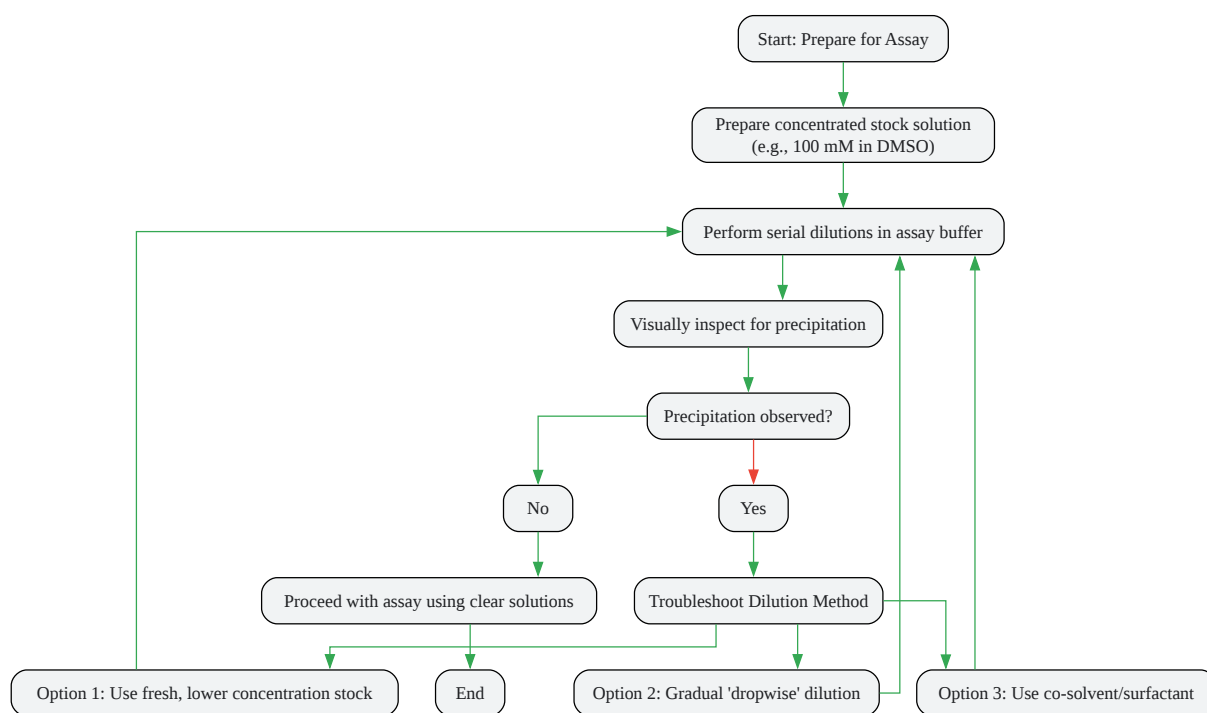 Start: Prepare for Assay
Prepare concentrated stock solution
(e.g., 100 mM in DMSO)
Perform serial dilutions in assay buffer
Visually inspect for precipitation
Precipitation observed?
No
Yes
Proceed with assay using clear solutions
Troubleshoot Dilution Method
Option 1: Use fresh, lower concentration stock
End
Option 2: Gradual 'dropwise' dilution
Option 3: Use co-solvent/surfactant